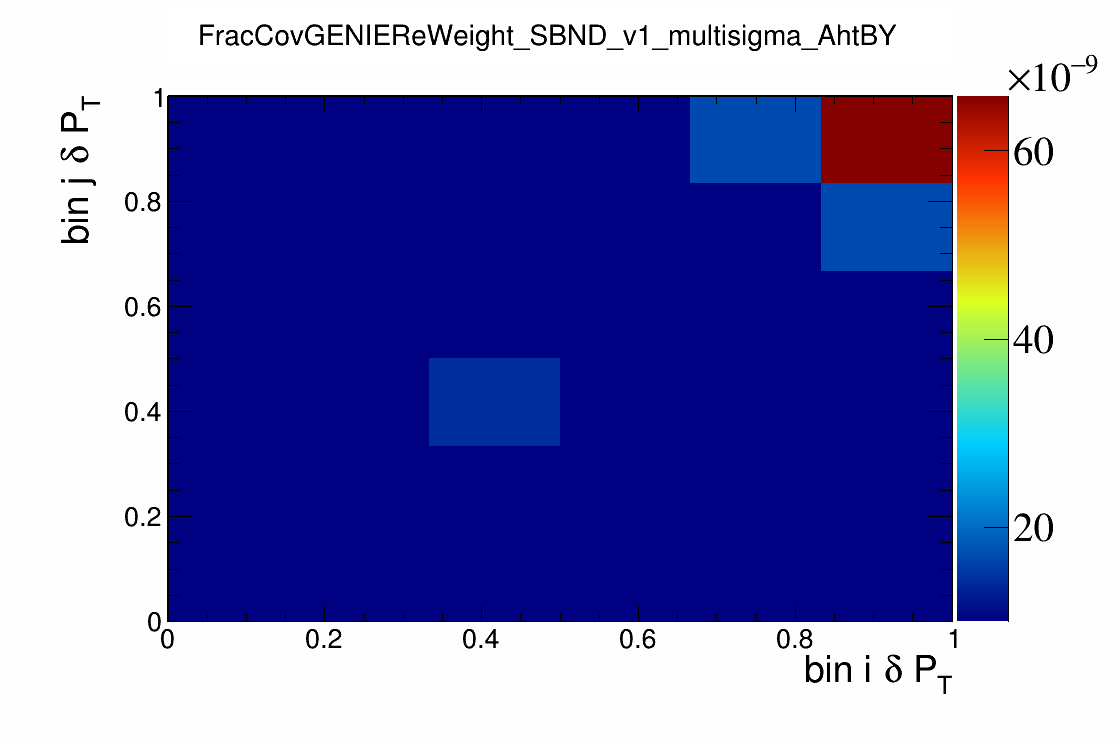 FracCovGENIEReWeight_SBND_v1_multisigma_AhtBY
×10⁻⁹
bin j δ P_T
1
0.8
0.6
0.4
0.2
0
0 0.2 0.4 0.6 0.8 1
bin i δ P_T
60
40
20